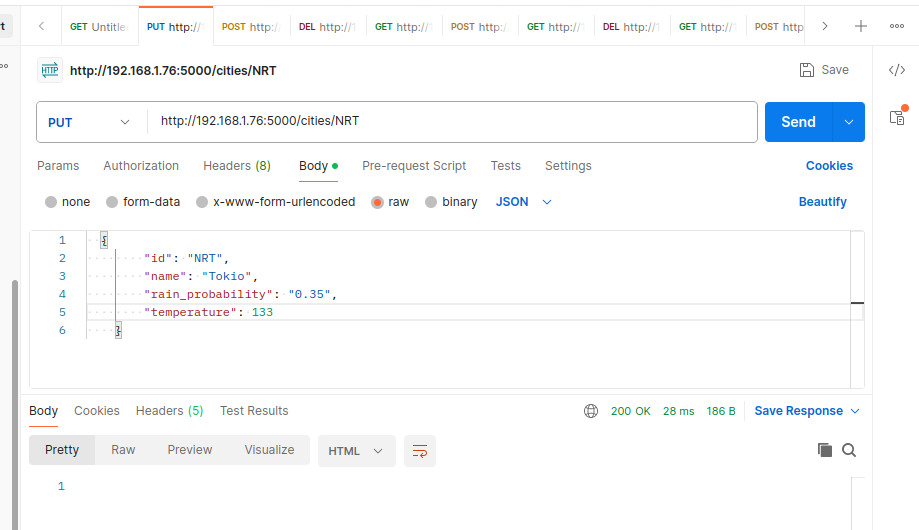 GET Untitle
PUT http://
POST http:/
DEL http://
GET http://
POST http:/
GET http://
DEL http://
GET http://
POST http
http://192.168.1.76:5000/cities/NRT
Save
PUT
http://192.168.1.76:5000/cities/NRT
Send
Params Authorization Headers (8) Body Pre-request Script Tests Settings Cookies
none form-data x-www-form-urlencoded raw binary JSON Beautify
1 {
2 "id": "NRT",
3 "name": "Tokio",
4 "rain_probability": "0.35",
5 "temperature": 133
6 }
Body Cookies Headers (5) Test Results 200 OK 28 ms 186 B Save Response
Pretty Raw Preview Visualize HTML
1